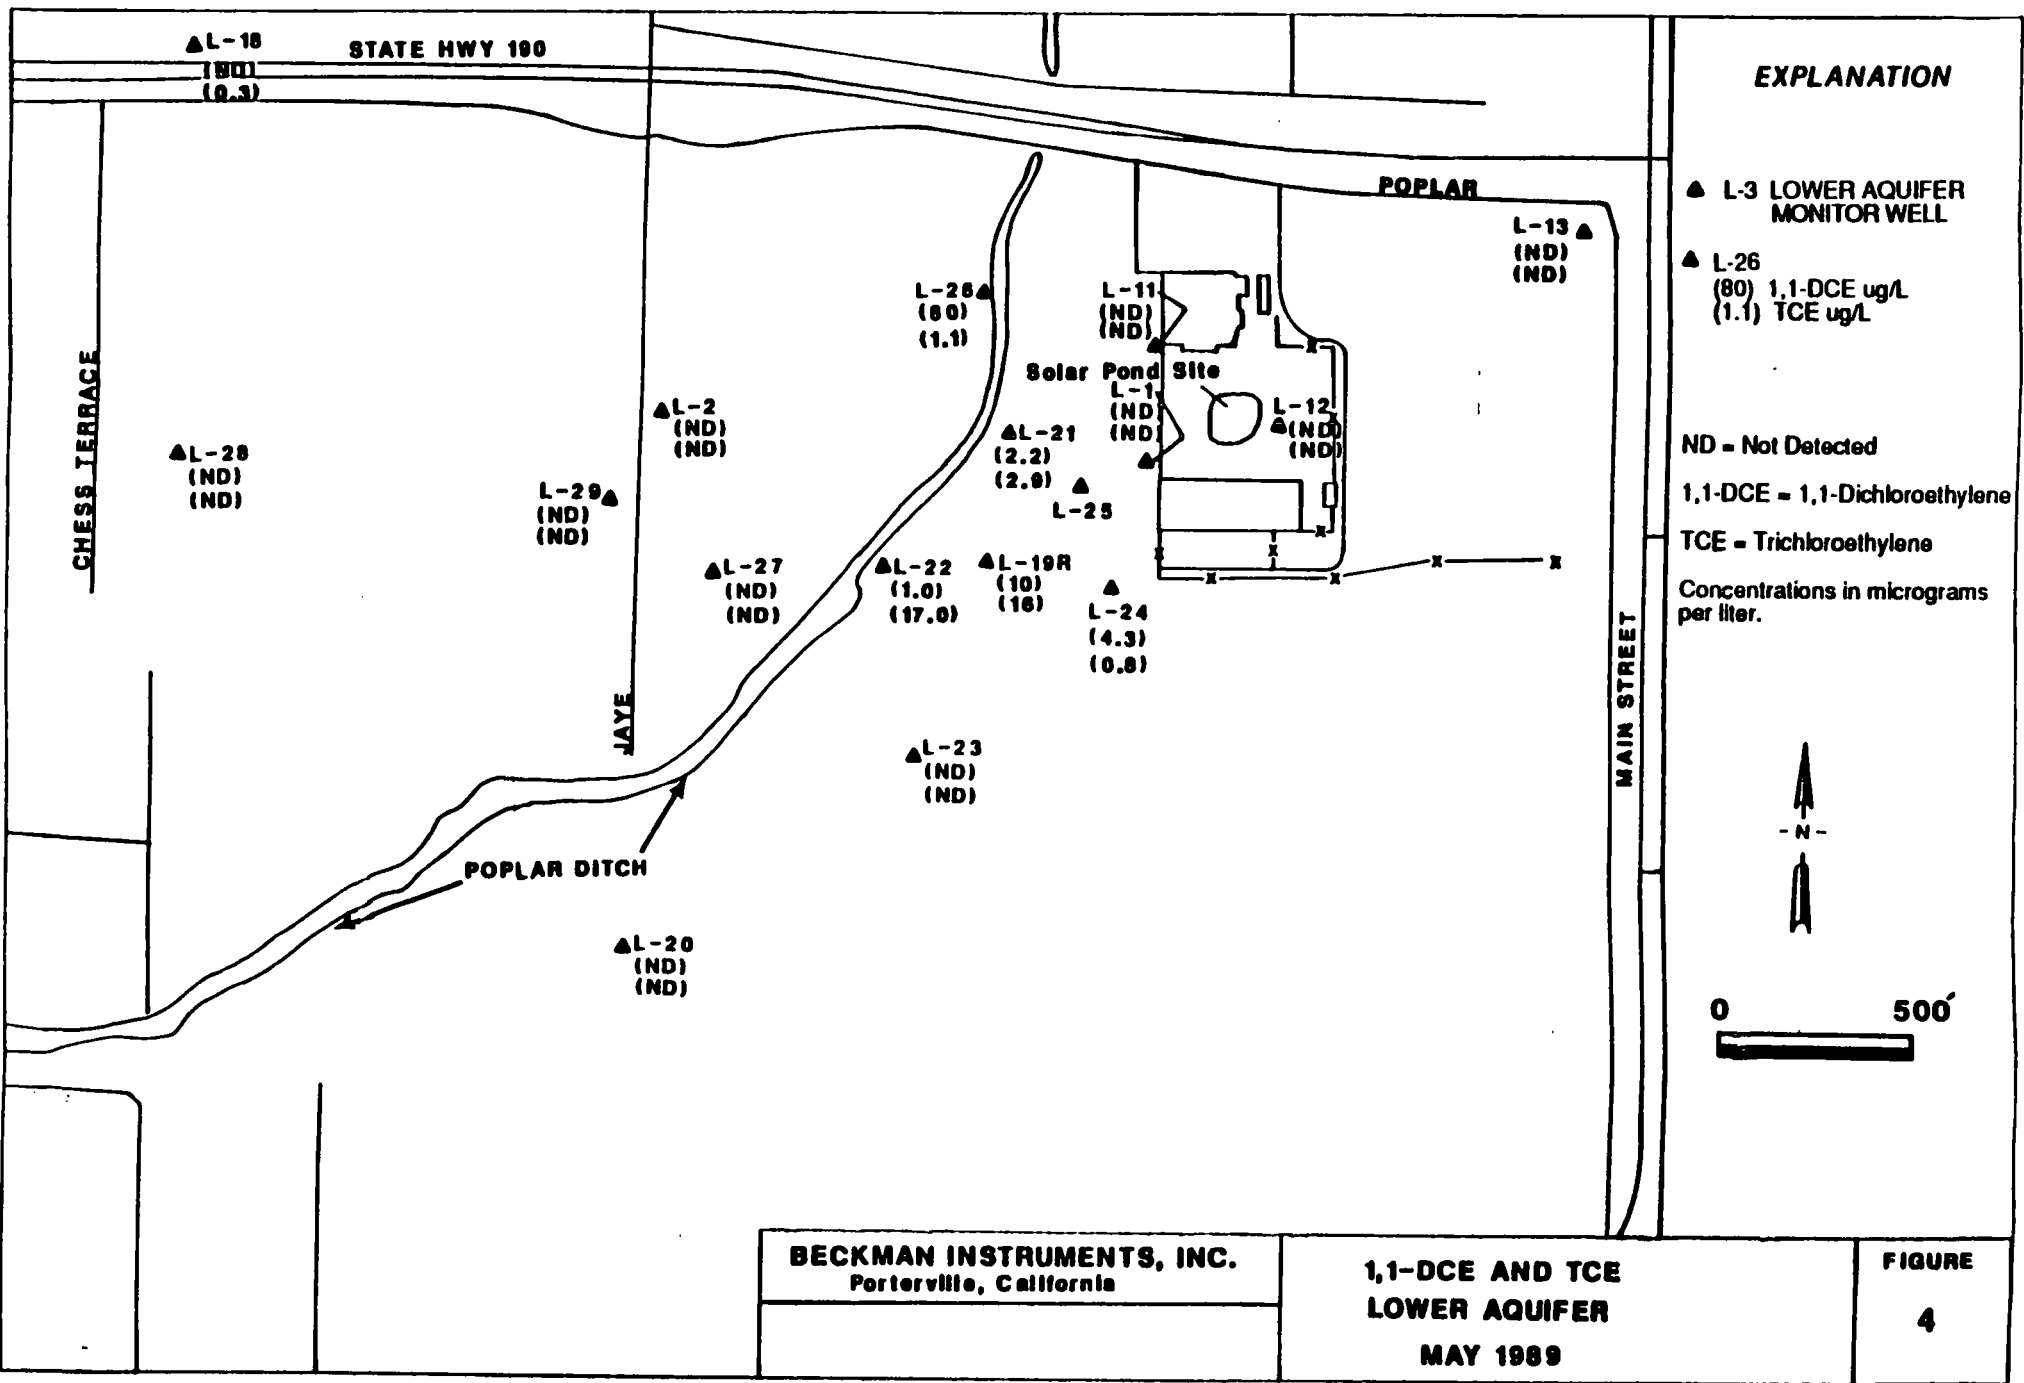 L-18
(ND)
(0.3)
STATE HWY 190
POPLAR
L-13
(ND)
(ND)
L-26
(80)
(1.1)
L-11
(ND)
(ND)
Solar Pond Site
L-1
(ND)
(ND)
L-12
(ND)
(ND)
CHESS TERRACE
L-28
(ND)
(ND)
L-2
(ND)
(ND)
L-29
(ND)
(ND)
L-21
(2.2)
(2.9)
L-25
L-27
(ND)
(ND)
L-22
(1.0)
(17.0)
L-19R
(10)
(16)
L-24
(4.3)
(0.8)
JAYE
L-23
(ND)
(ND)
POPLAR DITCH
L-20
(ND)
(ND)
MAIN STREET
EXPLANATION
L-3 LOWER AQUIFER
MONITOR WELL
L-26
(80) 1,1-DCE ug/L
(1.1) TCE ug/L
ND = Not Detected
1,1-DCE = 1,1-Dichloroethylene
TCE = Trichloroethylene
Concentrations in micrograms
per liter.
- N -
0 500'
BECKMAN INSTRUMENTS, INC.
Porterville, California
1,1-DCE AND TCE
LOWER AQUIFER
MAY 1989
FIGURE
4